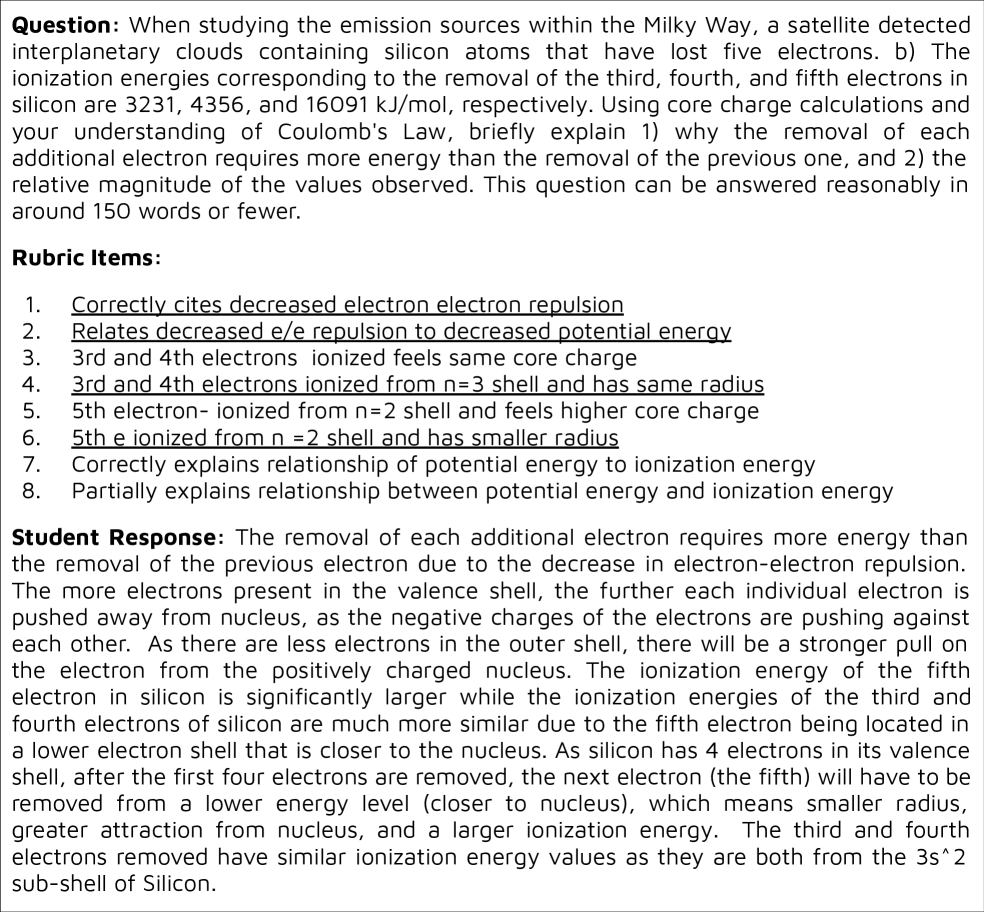 Question: When studying the emission sources within the Milky Way, a satellite detected
interplanetary clouds containing silicon atoms that have lost five electrons. b) The
ionization energies corresponding to the removal of the third, fourth, and fifth electrons in
silicon are 3231, 4356, and 16091 kJ/mol, respectively. Using core charge calculations and
your understanding of Coulomb's Law, briefly explain 1) why the removal of each
additional electron requires more energy than the removal of the previous one, and 2) the
relative magnitude of the values observed. This question can be answered reasonably in
around 150 words or fewer.
Rubric Items:
1. Correctly cites decreased electron electron repulsion
2. Relates decreased e/e repulsion to decreased potential energy
3. 3rd and 4th electrons ionized feels same core charge
4. 3rd and 4th electrons ionized from n=3 shell and has same radius
5. 5th electron- ionized from n=2 shell and feels higher core charge
6. 5th e ionized from n =2 shell and has smaller radius
7. Correctly explains relationship of potential energy to ionization energy
8. Partially explains relationship between potential energy and ionization energy
Student Response: The removal of each additional electron requires more energy than
the removal of the previous electron due to the decrease in electron-electron repulsion.
The more electrons present in the valence shell, the further each individual electron is
pushed away from nucleus, as the negative charges of the electrons are pushing against
each other. As there are less electrons in the outer shell, there will be a stronger pull on
the electron from the positively charged nucleus. The ionization energy of the fifth
electron in silicon is significantly larger while the ionization energies of the third and
fourth electrons of silicon are much more similar due to the fifth electron being located in
a lower electron shell that is closer to the nucleus. As silicon has 4 electrons in its valence
shell, after the first four electrons are removed, the next electron (the fifth) will have to be
removed from a lower energy level (closer to nucleus), which means smaller radius,
greater attraction from nucleus, and a larger ionization energy. The third and fourth
electrons removed have similar ionization energy values as they are both from the 3s^2
sub-shell of Silicon.